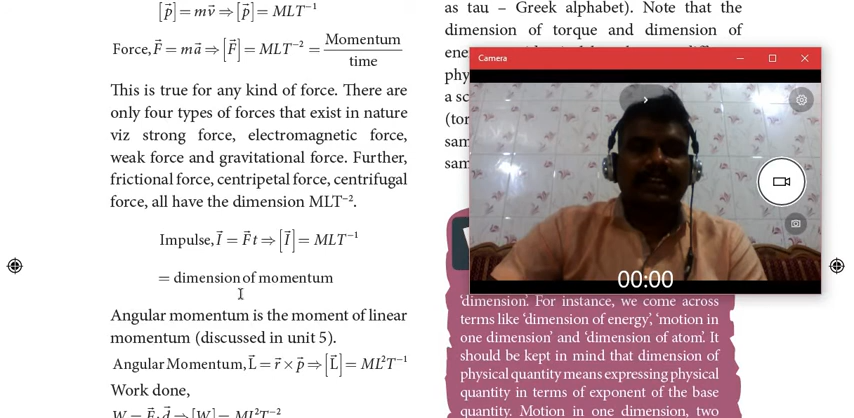 [p⃗] = mv⃗ ⇒ [p⃗] = MLT⁻¹
Force, F⃗ = ma⃗ ⇒ [F⃗] = MLT⁻² = Momentum / time
This is true for any kind of force. There are
only four types of forces that exist in nature
viz strong force, electromagnetic force,
weak force and gravitational force. Further,
frictional force, centripetal force, centrifugal
force, all have the dimension MLT⁻².
Impulse, I⃗ = F⃗t ⇒ [I⃗] = MLT⁻¹
= dimension of momentum
Angular momentum is the moment of linear
momentum (discussed in unit 5).
Angular Momentum, L⃗ = r⃗ × p⃗ ⇒ [L⃗] = ML²T⁻¹
Work done,
W = F⃗ · d⃗ ⇒ [W] = ML²T⁻²
as tau – Greek alphabet). Note that the
dimension of torque and dimension of
Camera
00:00
'dimension'. For instance, we come across
terms like 'dimension of energy', 'motion in
one dimension' and 'dimension of atom'. It
should be kept in mind that dimension of
physical quantity means expressing physical
quantity in terms of exponent of the base
quantity. Motion in one dimension, two